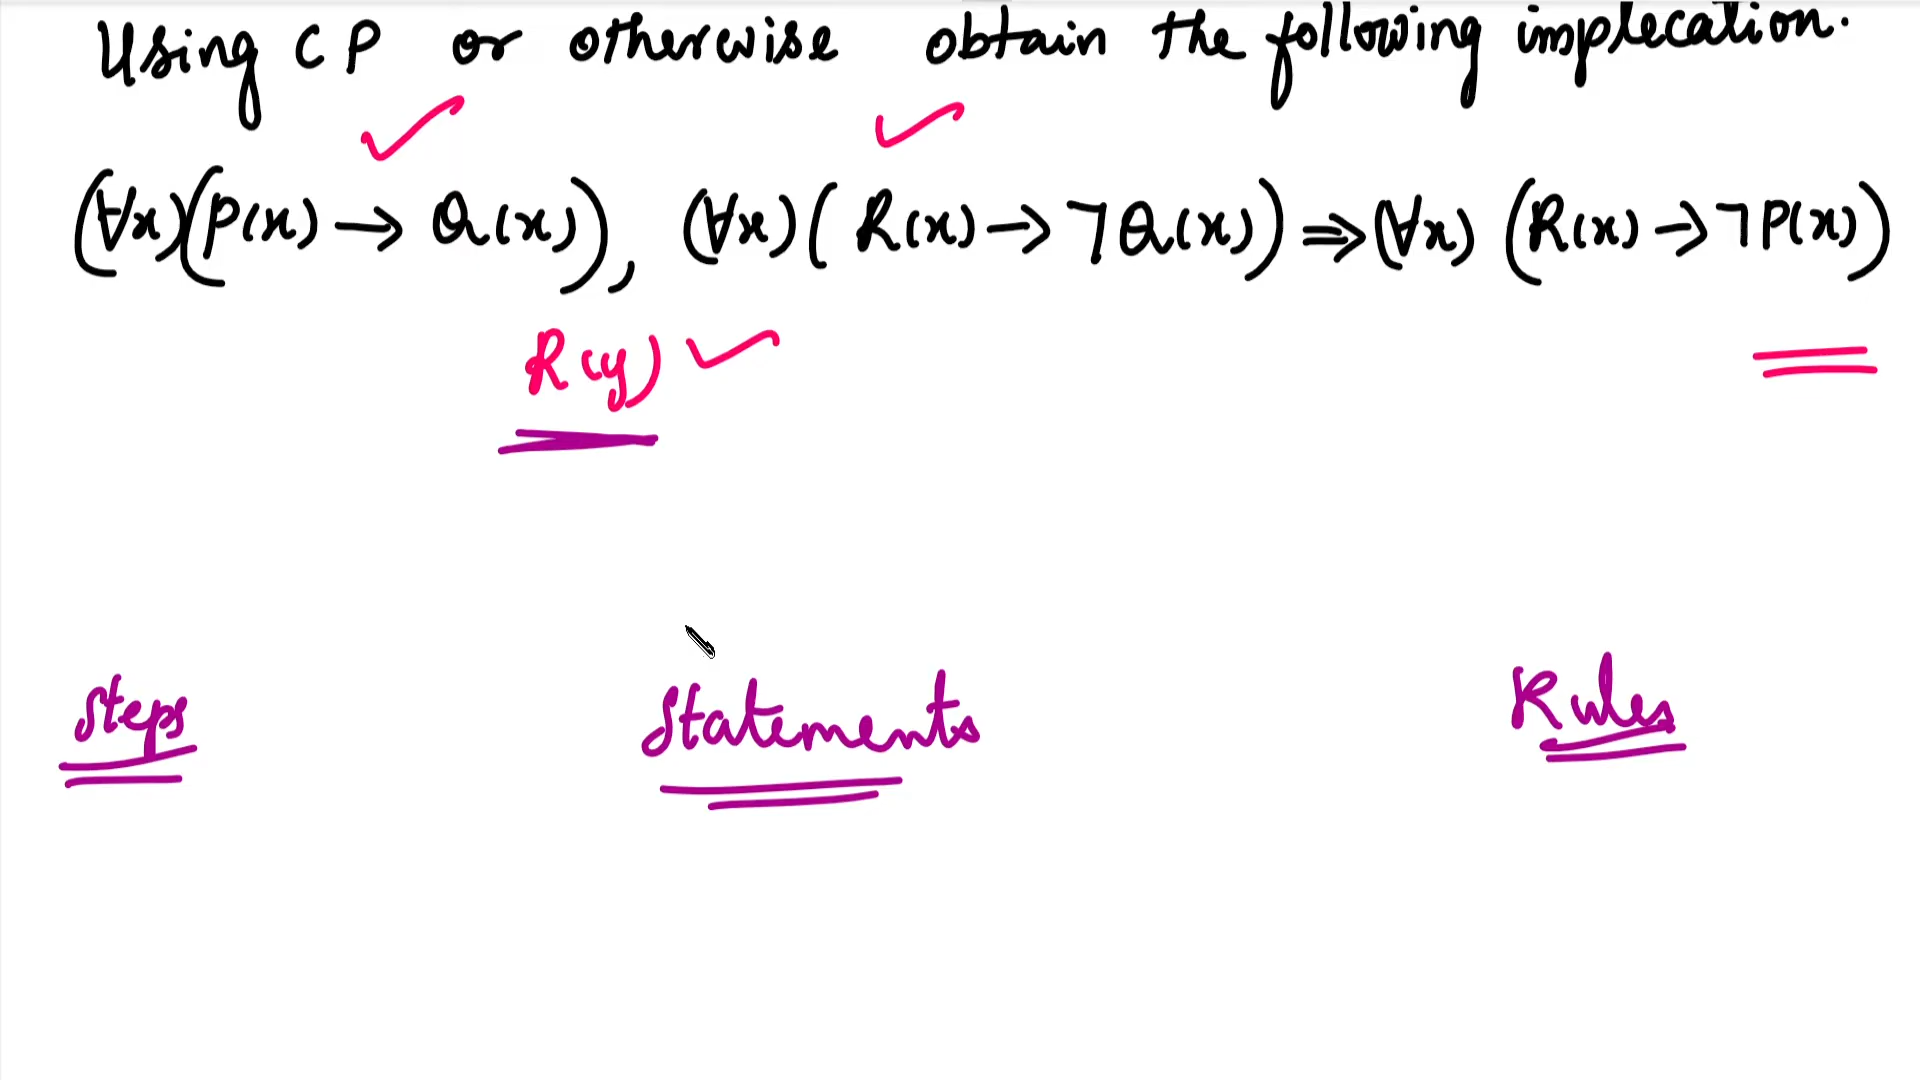 Using CP or otherwise obtain the following implecation.
(∀x)(P(x) → Q(x)), (∀x)(R(x) → ¬Q(x)) ⇒ (∀x) (R(x) → ¬P(x))
R(y)
Steps Statements Rules